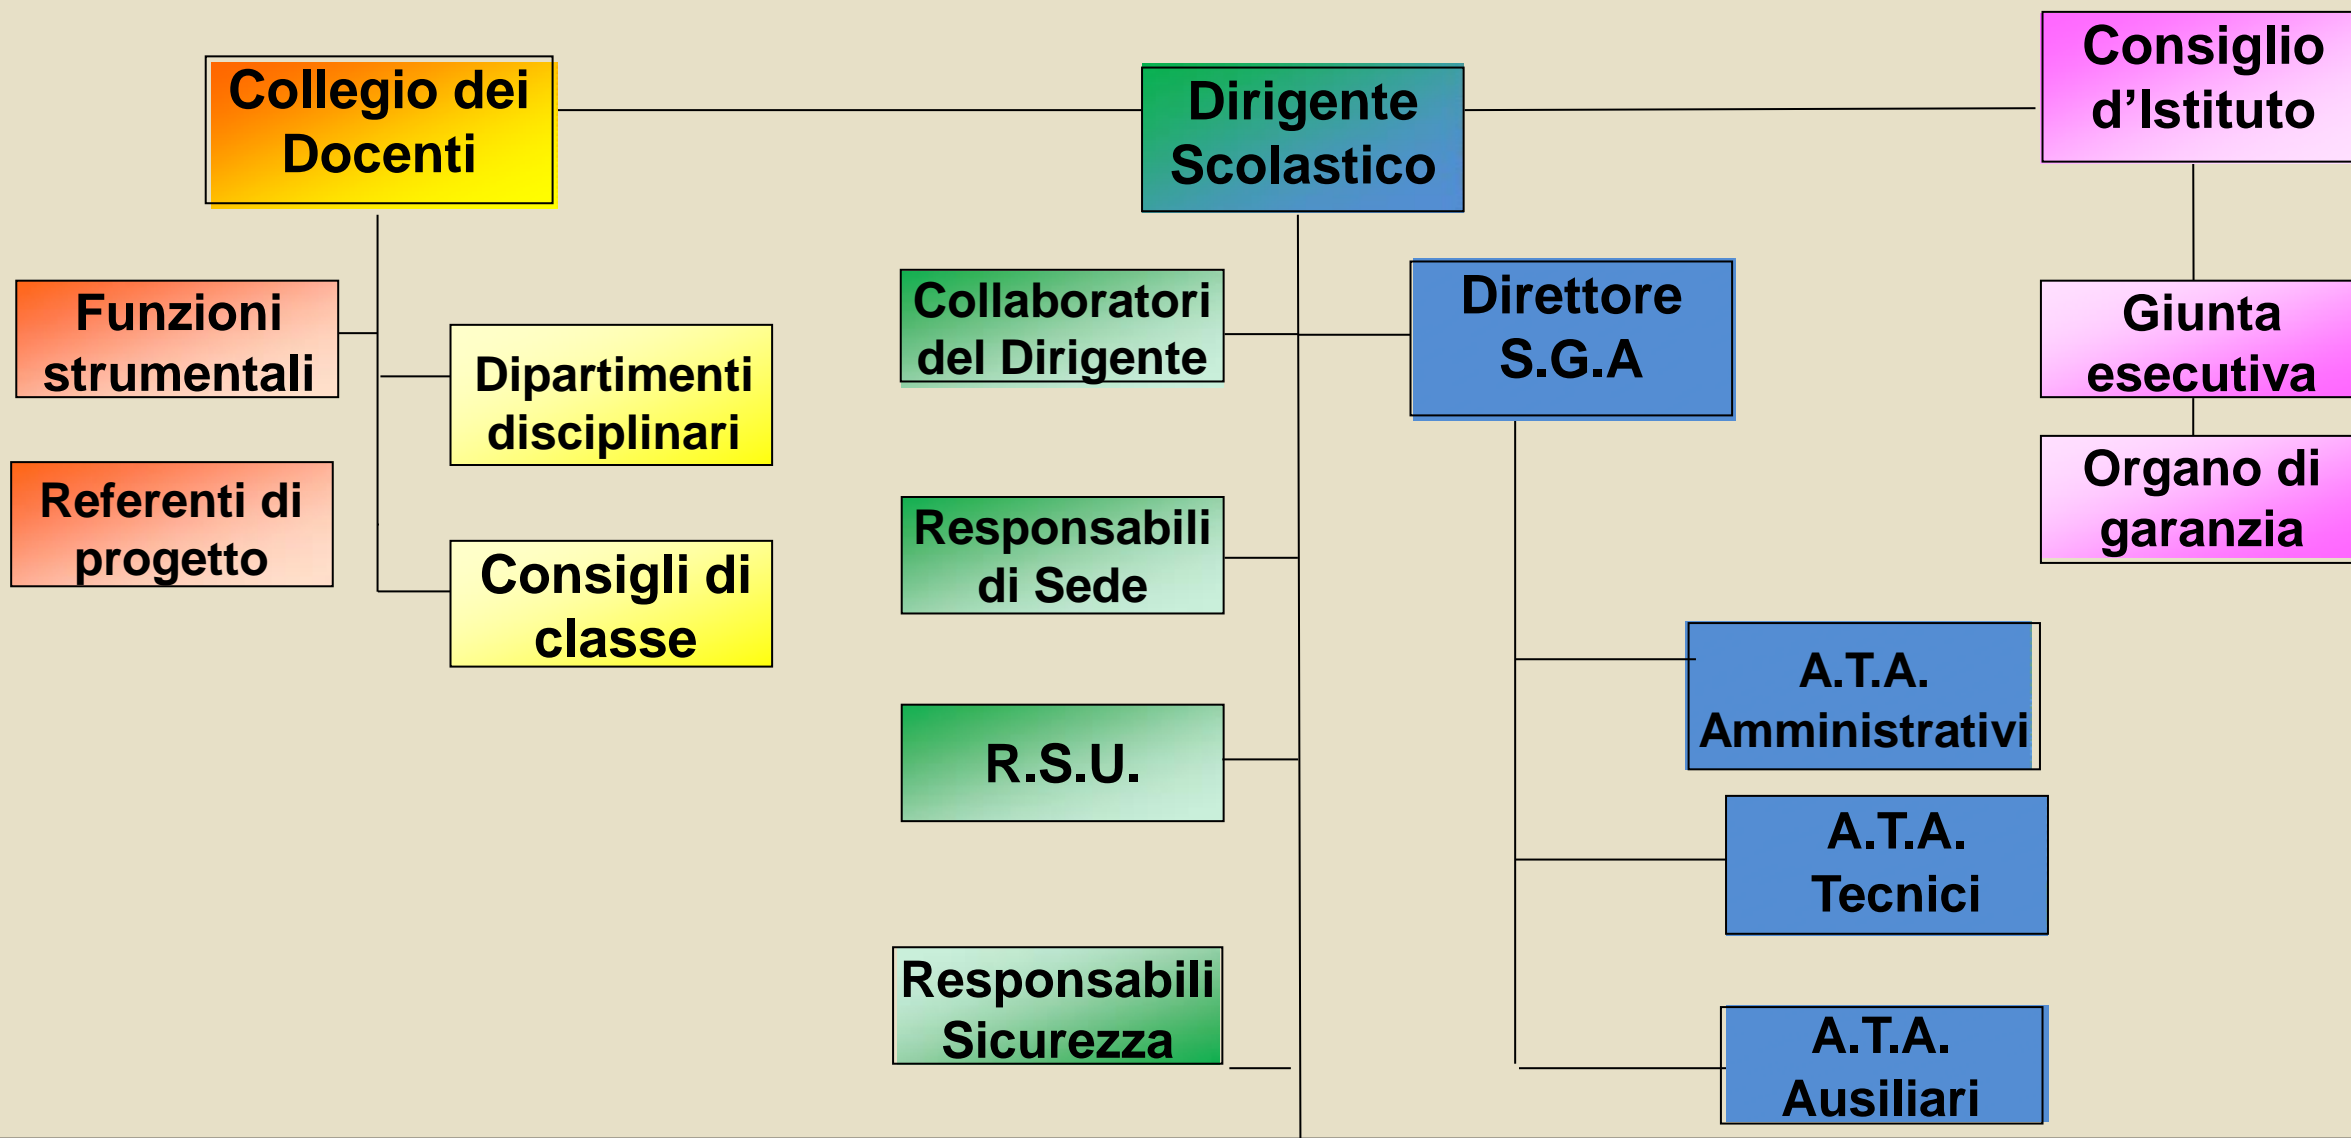 Collegio dei
Docenti
Dirigente
Scolastico
Consiglio
d’Istituto
Funzioni
strumentali
Dipartimenti
disciplinari
Referenti di
progetto
Consigli di
classe
Collaboratori
del Dirigente
Direttore
S.G.A
Responsabili
di Sede
R.S.U.
Responsabili
Sicurezza
A.T.A.
Amministrativi
A.T.A.
Tecnici
A.T.A.
Ausiliari
Giunta
esecutiva
Organo di
garanzia